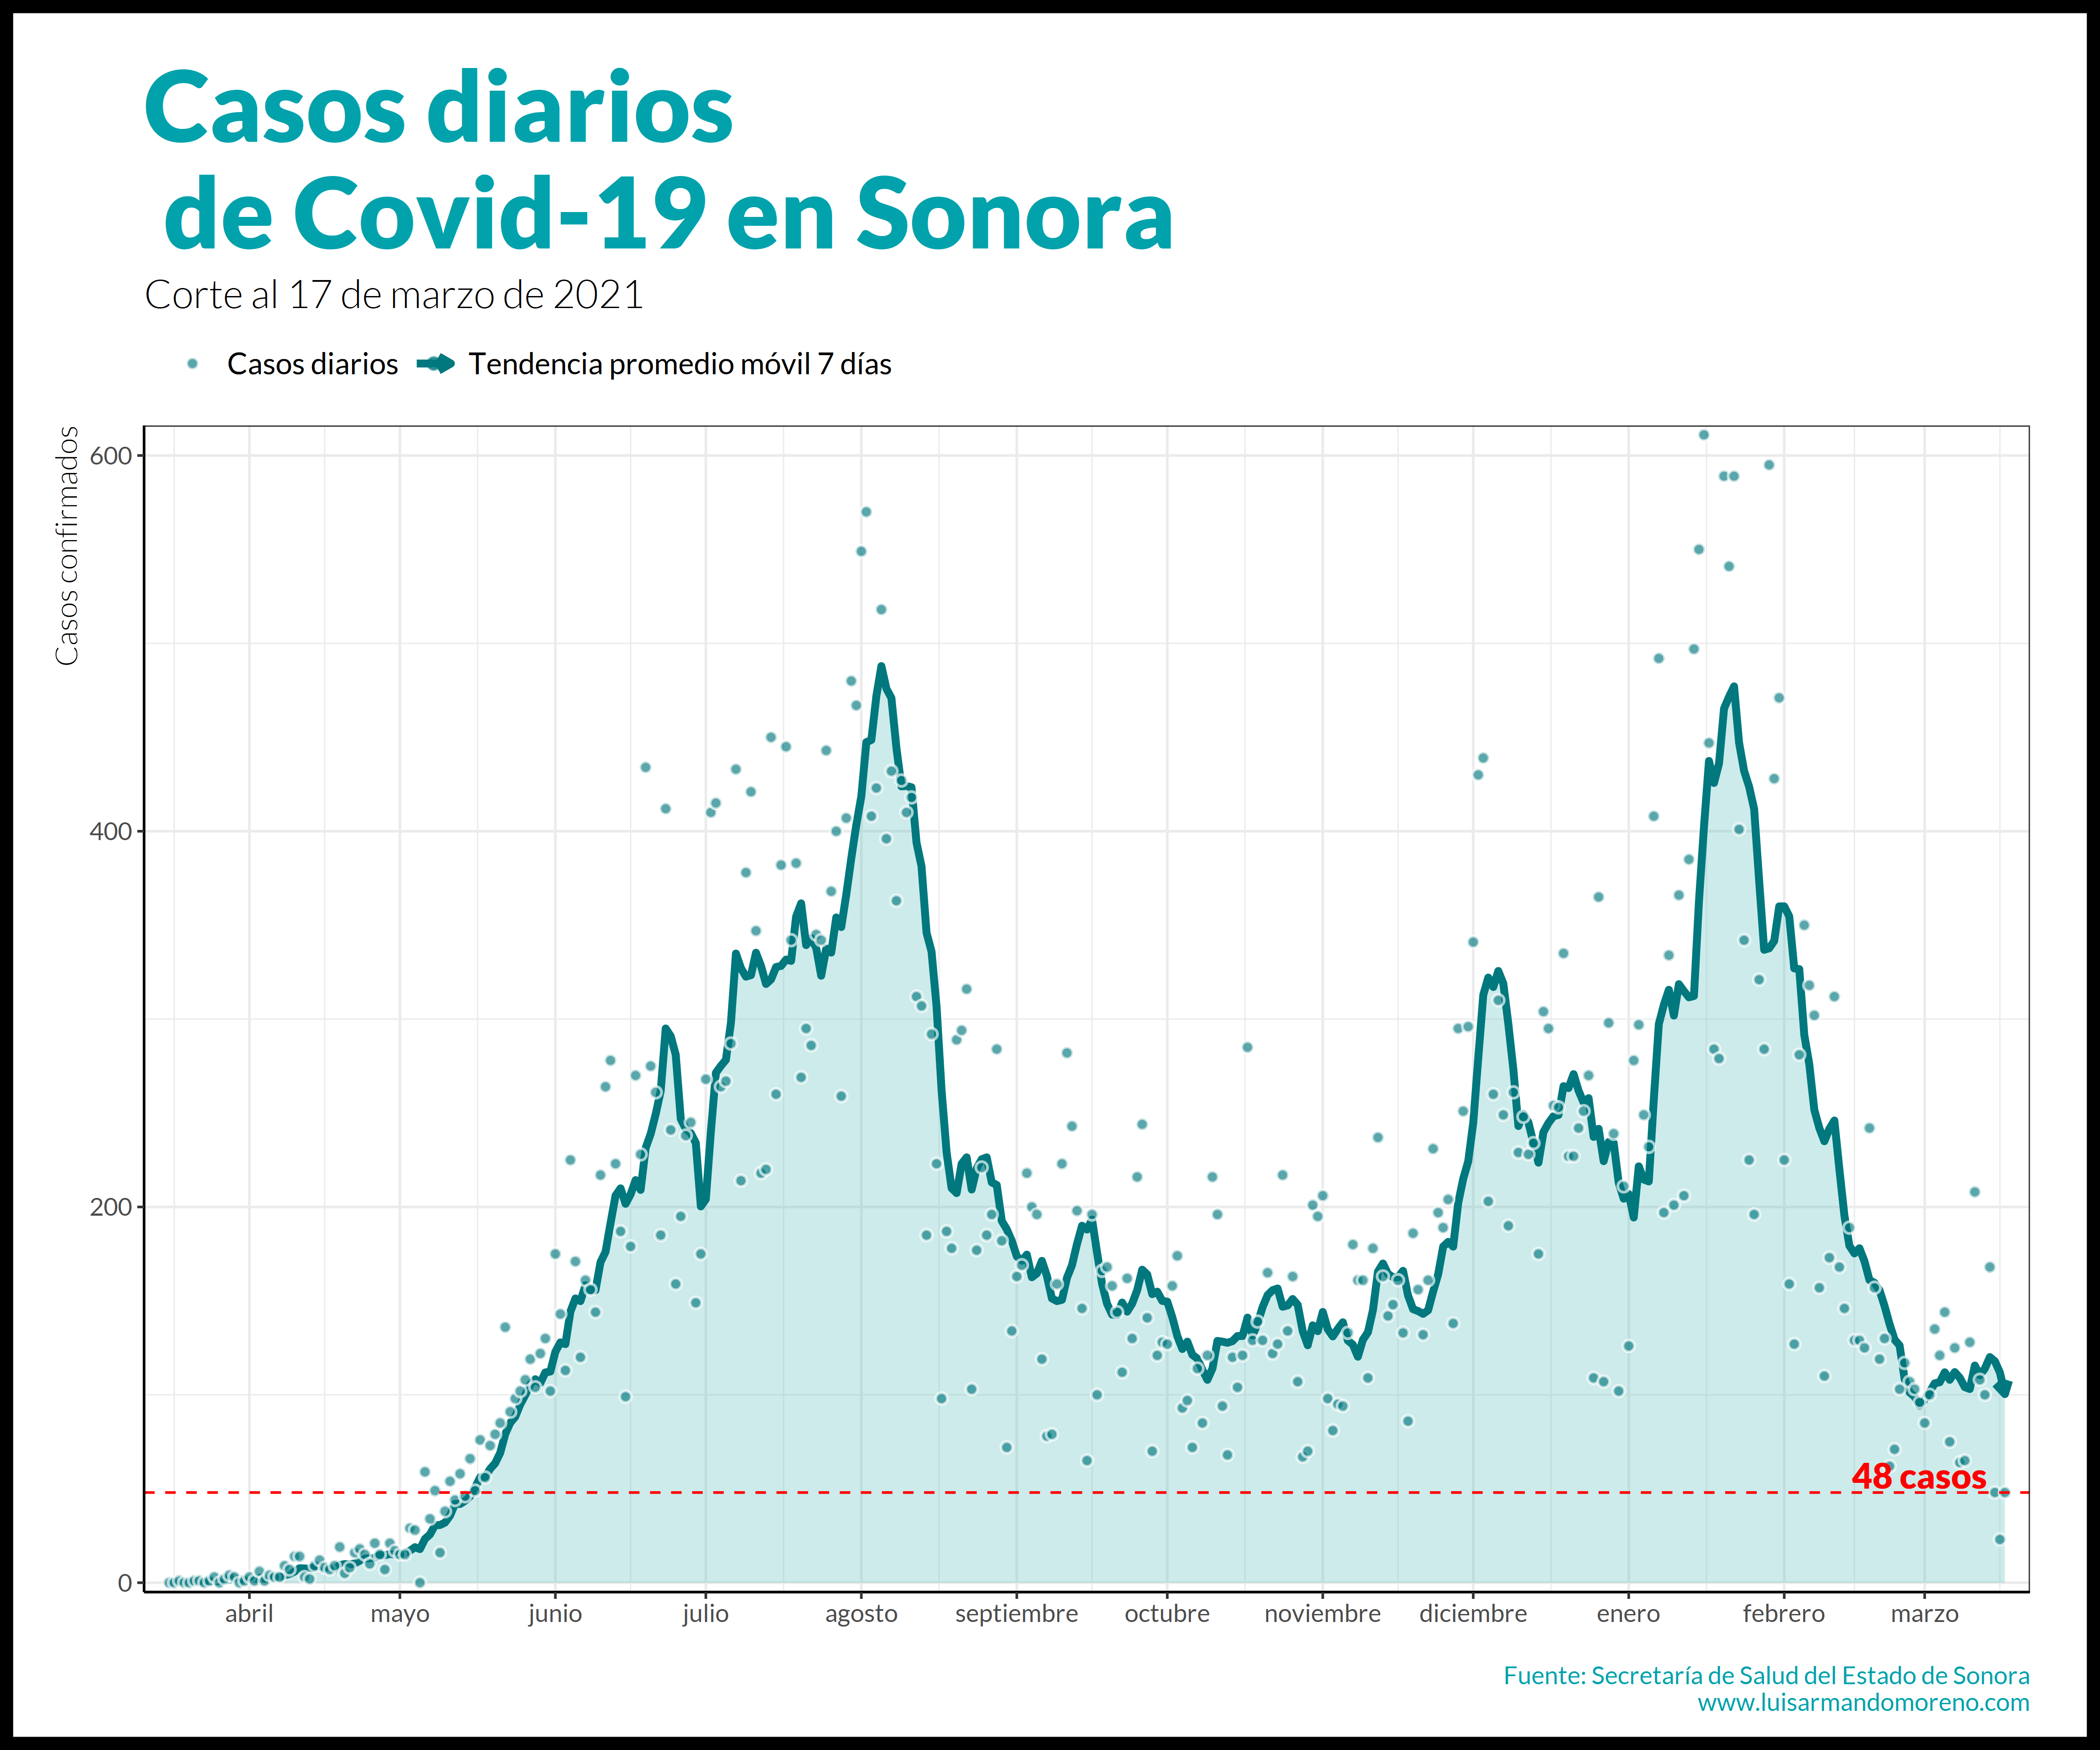 Casos diarios
de Covid-19 en Sonora
Corte al 17 de marzo de 2021
Casos diarios Tendencia promedio móvil 7 días
Casos confirmados
600
400
200
0
48 casos
abril mayo junio julio agosto septiembre octubre noviembre diciembre enero febrero marzo
Fuente: Secretaría de Salud del Estado de Sonora
www.luisarmandomoreno.com